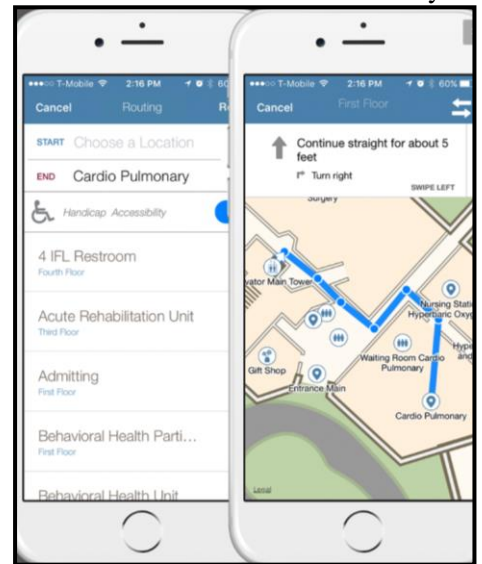 T-Mobile 2:16 PM 60
Cancel Routing R
START Choose a Location
END Cardio Pulmonary
Handicap Accessibility
4 IFL Restroom
Fourth Floor
Acute Rehabilitation Unit
Third Floor
Admitting
First Floor
Behavioral Health Parti...
First Floor
Behavioral Health Unit
T-Mobile 2:16 PM 60%
Cancel First Floor
Continue straight for about 5
feet
Turn right
SWIPE LEFT
Surgery
vator Main Tower
Nursing Stati
Hyperbaric Oxy
Hype
and
Waiting Room Cardio
Pulmonary
Gift Shop
Entrance Main
Cardio Pulmonary
Legal